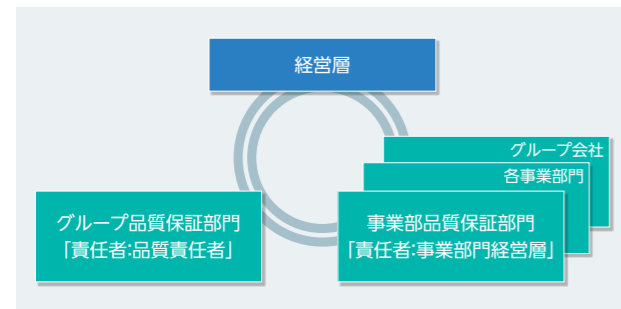 経営層
グループ会社
各事業部門
グループ品質保証部門
「責任者:品質責任者」
事業部品質保証部門
「責任者:事業部門経営層」